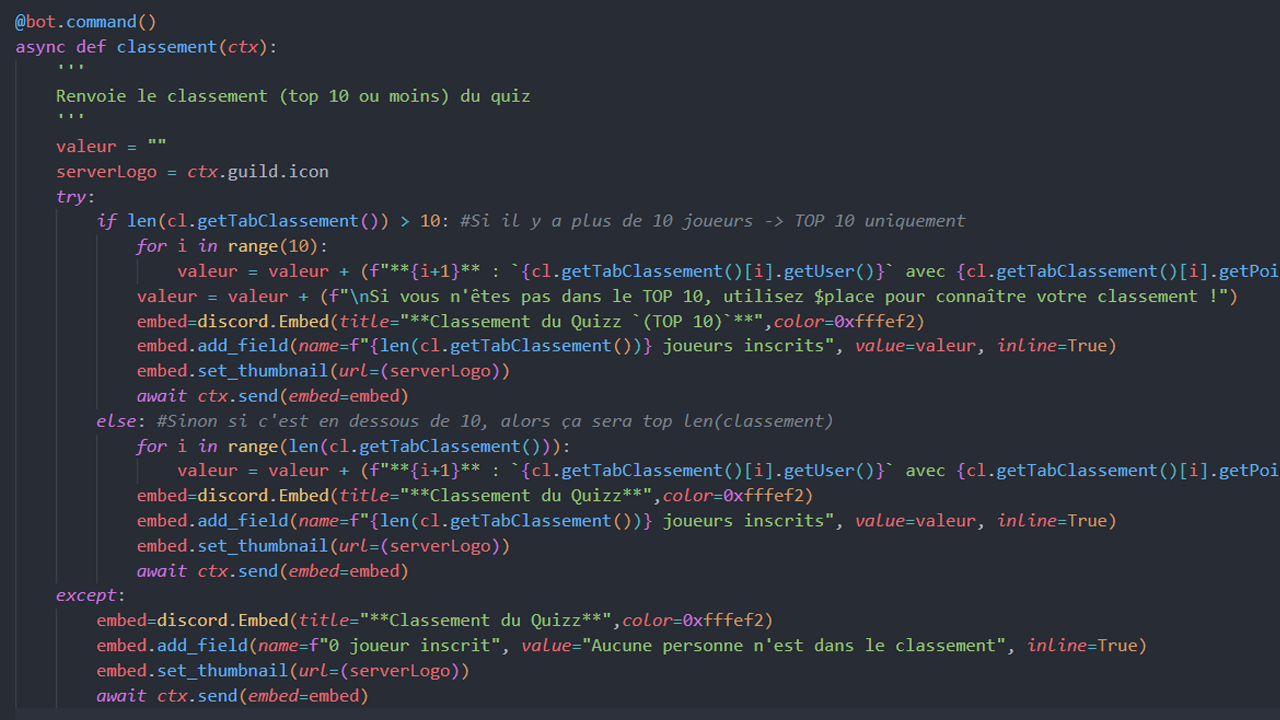 @bot.command()
async def classement(ctx):
    '''
    Renvoie le classement (top 10 ou moins) du quiz
    '''
    valeur = ""
    serverLogo = ctx.guild.icon
    try:
        if len(cl.getTabClassement()) > 10: #Si il y a plus de 10 joueurs -> TOP 10 uniquement
            for i in range(10):
                valeur = valeur + (f"**{i+1}** : `{cl.getTabClassement()[i].getUser()}` avec {cl.getTabClassement()[i].getPoi
            valeur = valeur + (f"\nSi vous n'êtes pas dans le TOP 10, utilisez $place pour connaître votre classement !")
            embed=discord.Embed(title="**Classement du Quizz `(TOP 10)`**",color=0xfffef2)
            embed.add_field(name=f"{len(cl.getTabClassement())} joueurs inscrits", value=valeur, inline=True)
            embed.set_thumbnail(url=(serverLogo))
            await ctx.send(embed=embed)
        else: #Sinon si c'est en dessous de 10, alors ça sera top len(classement)
            for i in range(len(cl.getTabClassement())):
                valeur = valeur + (f"**{i+1}** : `{cl.getTabClassement()[i].getUser()}` avec {cl.getTabClassement()[i].getPoi
            embed=discord.Embed(title="**Classement du Quizz**",color=0xfffef2)
            embed.add_field(name=f"{len(cl.getTabClassement())} joueurs inscrits", value=valeur, inline=True)
            embed.set_thumbnail(url=(serverLogo))
            await ctx.send(embed=embed)
    except:
        embed=discord.Embed(title="**Classement du Quizz**",color=0xfffef2)
        embed.add_field(name=f"0 joueur inscrit", value="Aucune personne n'est dans le classement", inline=True)
        embed.set_thumbnail(url=(serverLogo))
        await ctx.send(embed=embed)